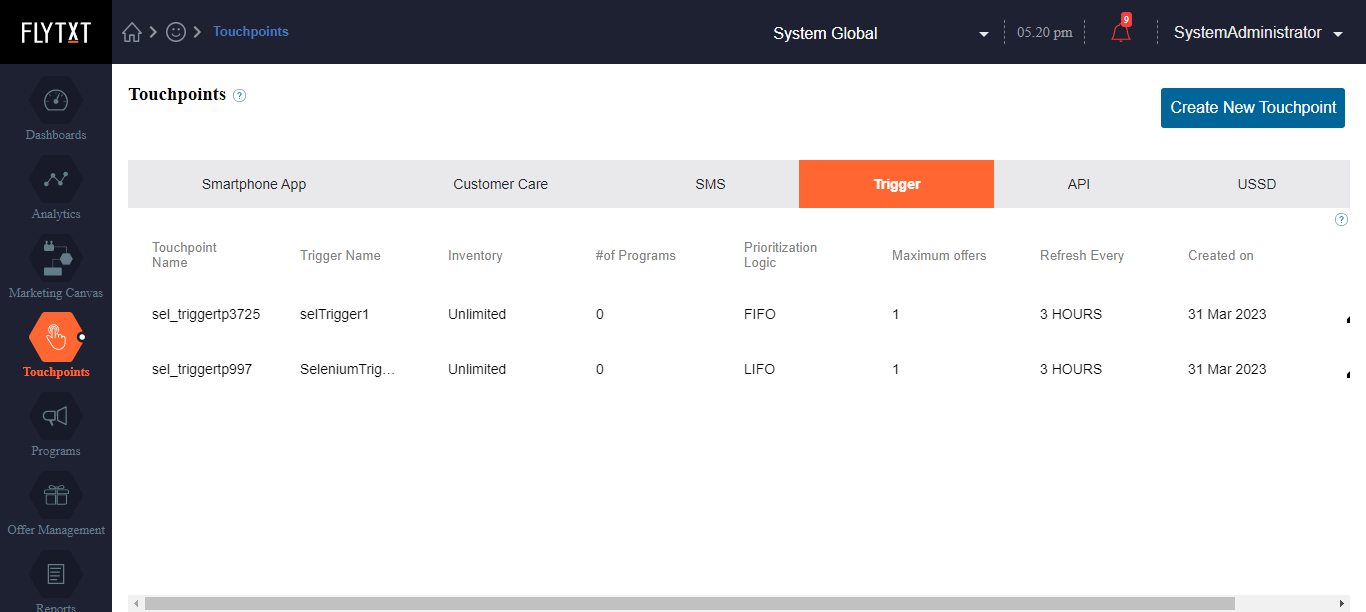 FLYTXT
Touchpoints
System Global
05.20 pm
9
SystemAdministrator
Dashboards
Analytics
Marketing Canvas
Touchpoints
Programs
Offer Management
Reports
Touchpoints ?
Create New Touchpoint
Smartphone App Customer Care SMS Trigger API USSD
?
Touchpoint Name Trigger Name Inventory #of Programs Prioritization Logic Maximum offers Refresh Every Created on
sel_triggertp3725 selTrigger1 Unlimited 0 FIFO 1 3 HOURS 31 Mar 2023
sel_triggertp997 SeleniumTrig... Unlimited 0 LIFO 1 3 HOURS 31 Mar 2023